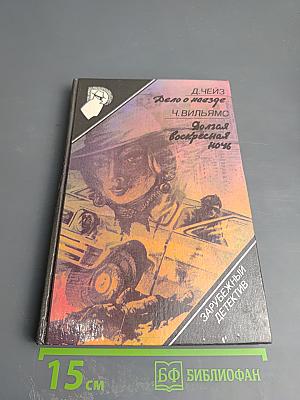 Д. ЧЕЙЗ
Дело о наезде
Ч. ВИЛЬЯМС
Долгая
воскресная
ночь
ЗАРУБЕЖНЫЙ
ДЕТЕКТИВ
15 см
БФ БИБЛИОФАН